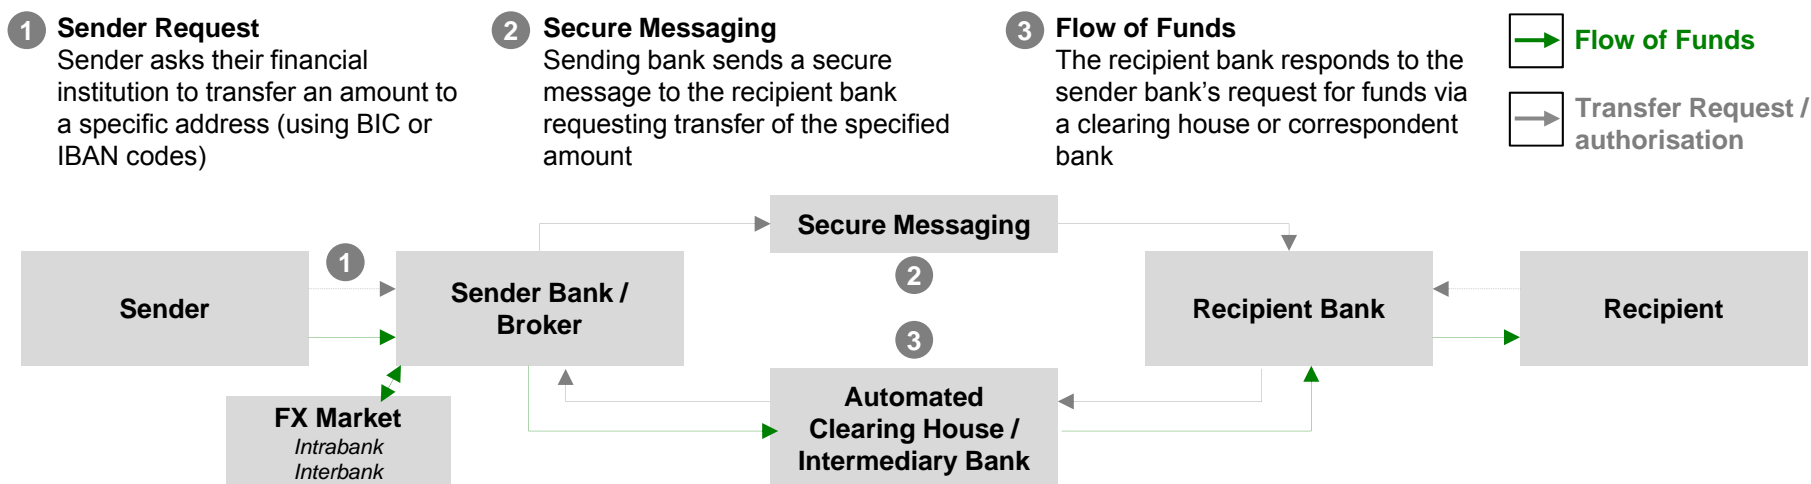 1 Sender Request
Sender asks their financial
institution to transfer an amount to
a specific address (using BIC or
IBAN codes)
2 Secure Messaging
Sending bank sends a secure
message to the recipient bank
requesting transfer of the specified
amount
3 Flow of Funds
The recipient bank responds to the
sender bank’s request for funds via
a clearing house or correspondent
bank
Flow of Funds
Transfer Request /
authorisation
Secure Messaging
1
2
Sender
Sender Bank /
Broker
Recipient Bank
Recipient
3
FX Market
Intrabank
Interbank
Automated
Clearing House /
Intermediary Bank